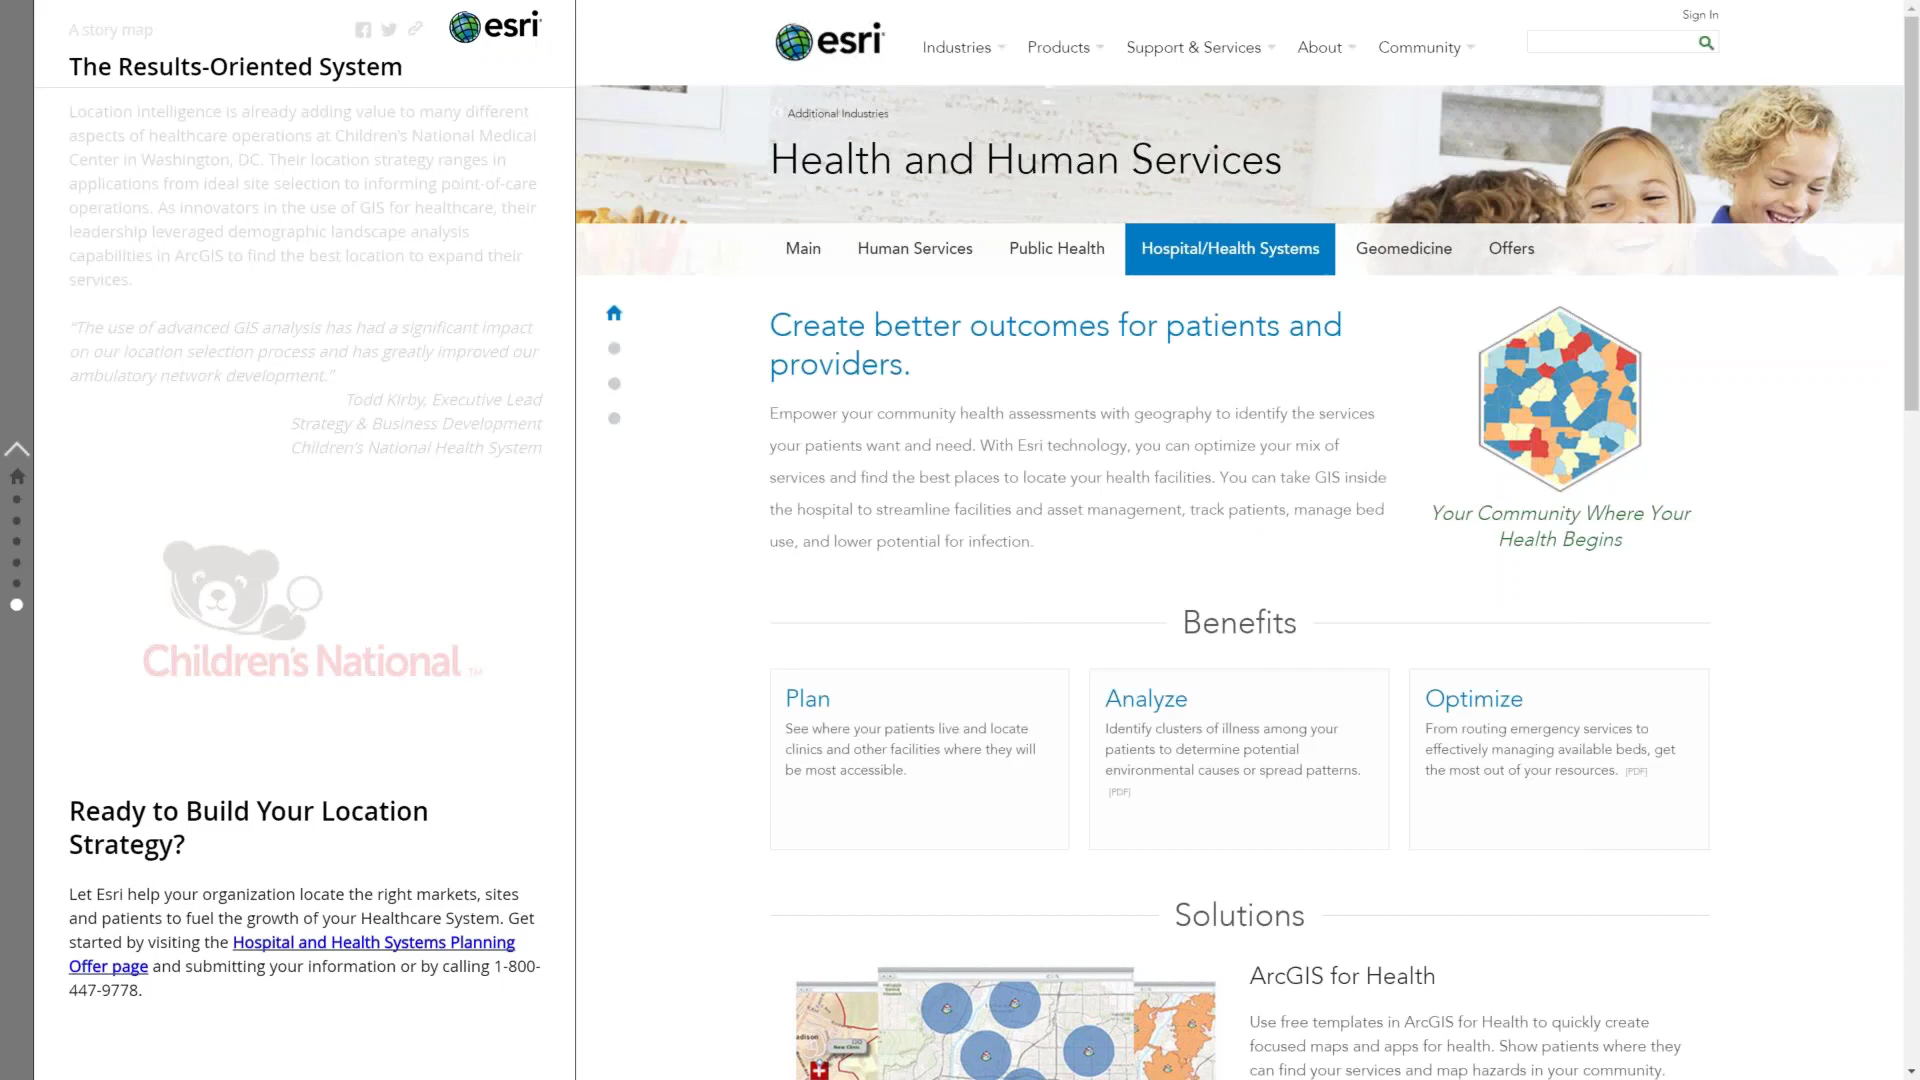 A story map
esri
The Results-Oriented System
Location intelligence is already adding value to many different
aspects of healthcare operations at Children's National Medical
Center in Washington, DC. Their location strategy ranges in
applications from ideal site selection to informing point-of-care
operations. As innovators in the use of GIS for healthcare, their
leadership leveraged demographic landscape analysis
capabilities in ArcGIS to find the best location to expand their
services.
"The use of advanced GIS analysis has had a significant impact
on our location selection process and has greatly improved our
ambulatory network development."
Todd Kirby, Executive Lead
Strategy & Business Development
Children's National Health System
Children's National TM
Ready to Build Your Location
Strategy?
Let Esri help your organization locate the right markets, sites
and patients to fuel the growth of your Healthcare System. Get
started by visiting the Hospital and Health Systems Planning
Offer page and submitting your information or by calling 1-800-
447-9778.
Sign In
esri
Industries Products Support & Services About Community
Additional Industries
Health and Human Services
Main Human Services Public Health Hospital/Health Systems Geomedicine Offers
Create better outcomes for patients and
providers.
Empower your community health assessments with geography to identify the services
your patients want and need. With Esri technology, you can optimize your mix of
services and find the best places to locate your health facilities. You can take GIS inside
the hospital to streamline facilities and asset management, track patients, manage bed
use, and lower potential for infection.
Your Community Where Your
Health Begins
Benefits
Plan
See where your patients live and locate
clinics and other facilities where they will
be most accessible.
Analyze
Identify clusters of illness among your
patients to determine potential
environmental causes or spread patterns.
[PDF]
Optimize
From routing emergency services to
effectively managing available beds, get
the most out of your resources. [PDF]
Solutions
New Clinic
ArcGIS for Health
Use free templates in ArcGIS for Health to quickly create
focused maps and apps for health. Show patients where they
can find your services and map hazards in your community.